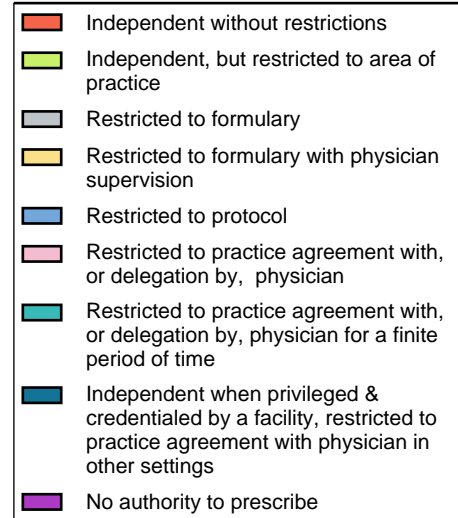 Independent without restrictions
Independent, but restricted to area of
practice
Restricted to formulary
Restricted to formulary with physician
supervision
Restricted to protocol
Restricted to practice agreement with,
or delegation by, physician
Restricted to practice agreement with,
or delegation by, physician for a finite
period of time
Independent when privileged &
credentialed by a facility, restricted to
practice agreement with physician in
other settings
No authority to prescribe